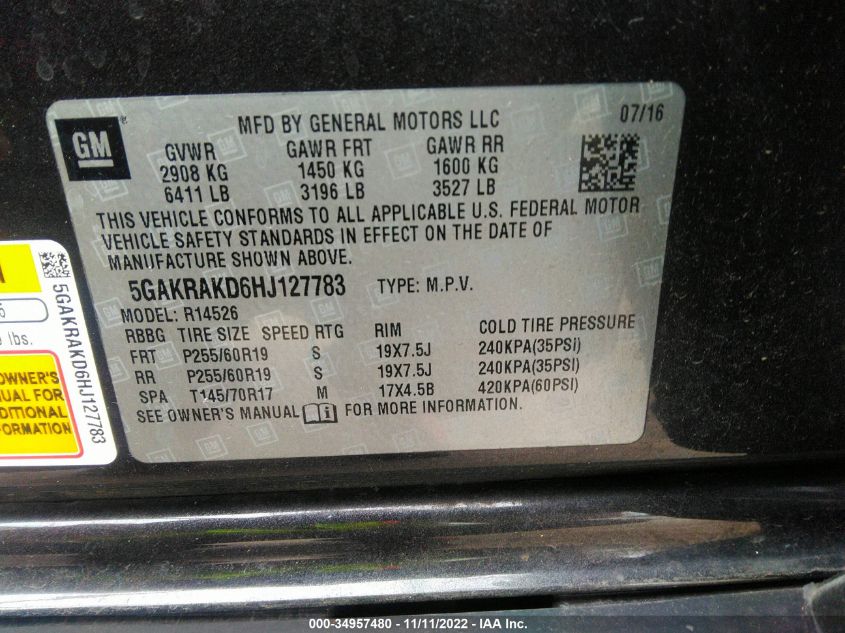 GM
MFD BY GENERAL MOTORS LLC
07/16
GVWR GAWR FRT GAWR RR
2908 KG 1450 KG 1600 KG
6411 LB 3196 LB 3527 LB
THIS VEHICLE CONFORMS TO ALL APPLICABLE U.S. FEDERAL MOTOR
VEHICLE SAFETY STANDARDS IN EFFECT ON THE DATE OF
MANUFACTURE SHOWN ABOVE.
5GAKRAKD6HJ127783 TYPE: M.P.V.
MODEL: R14526
RBBG TIRE SIZE SPEED RTG RIM COLD TIRE PRESSURE
FRT P255/60R19 S 19X7.5J 240KPA(35PSI)
RR P255/60R19 S 19X7.5J 240KPA(35PSI)
SPA T145/70R17 M 17X4.5B 420KPA(60PSI)
SEE OWNER'S MANUAL FOR MORE INFORMATION.
5GAKRAKD6HJ127783
lbs.
OWNER'S
FOR
000-34957480 - 11/11/2022 - IAA Inc.